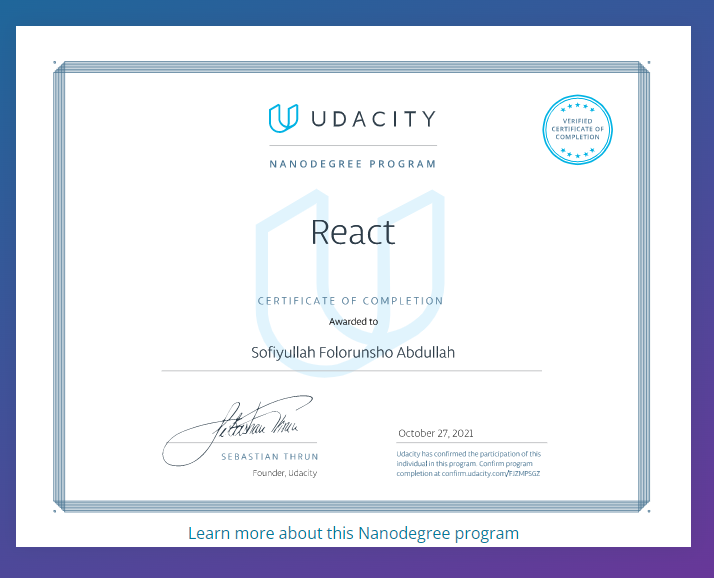 UDACITY
NANODEGREE PROGRAM
VERIFIED
CERTIFICATE OF
COMPLETION
React
CERTIFICATE OF COMPLETION
Awarded to
Sofiyullah Folorunsho Abdullah
Sebastian Thrun
SEBASTIAN THRUN
Founder, Udacity
October 27, 2021
Udacity has confirmed the participation of this
individual in this program. Confirm program
completion at confirm.udacity.com/FJZMPSGZ
Learn more about this Nanodegree program